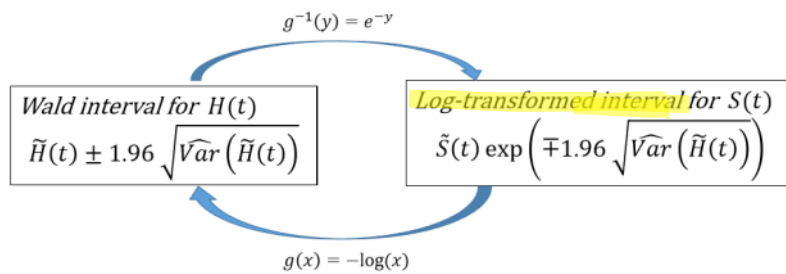 g⁻¹(y) = e⁻ʸ
Wald interval for H(t)
H̃(t) ± 1.96 √(V̂ar(H̃(t)))
Log-transformed interval for S(t)
S̃(t) exp(∓1.96 √(V̂ar(H̃(t))))
g(x) = −log(x)